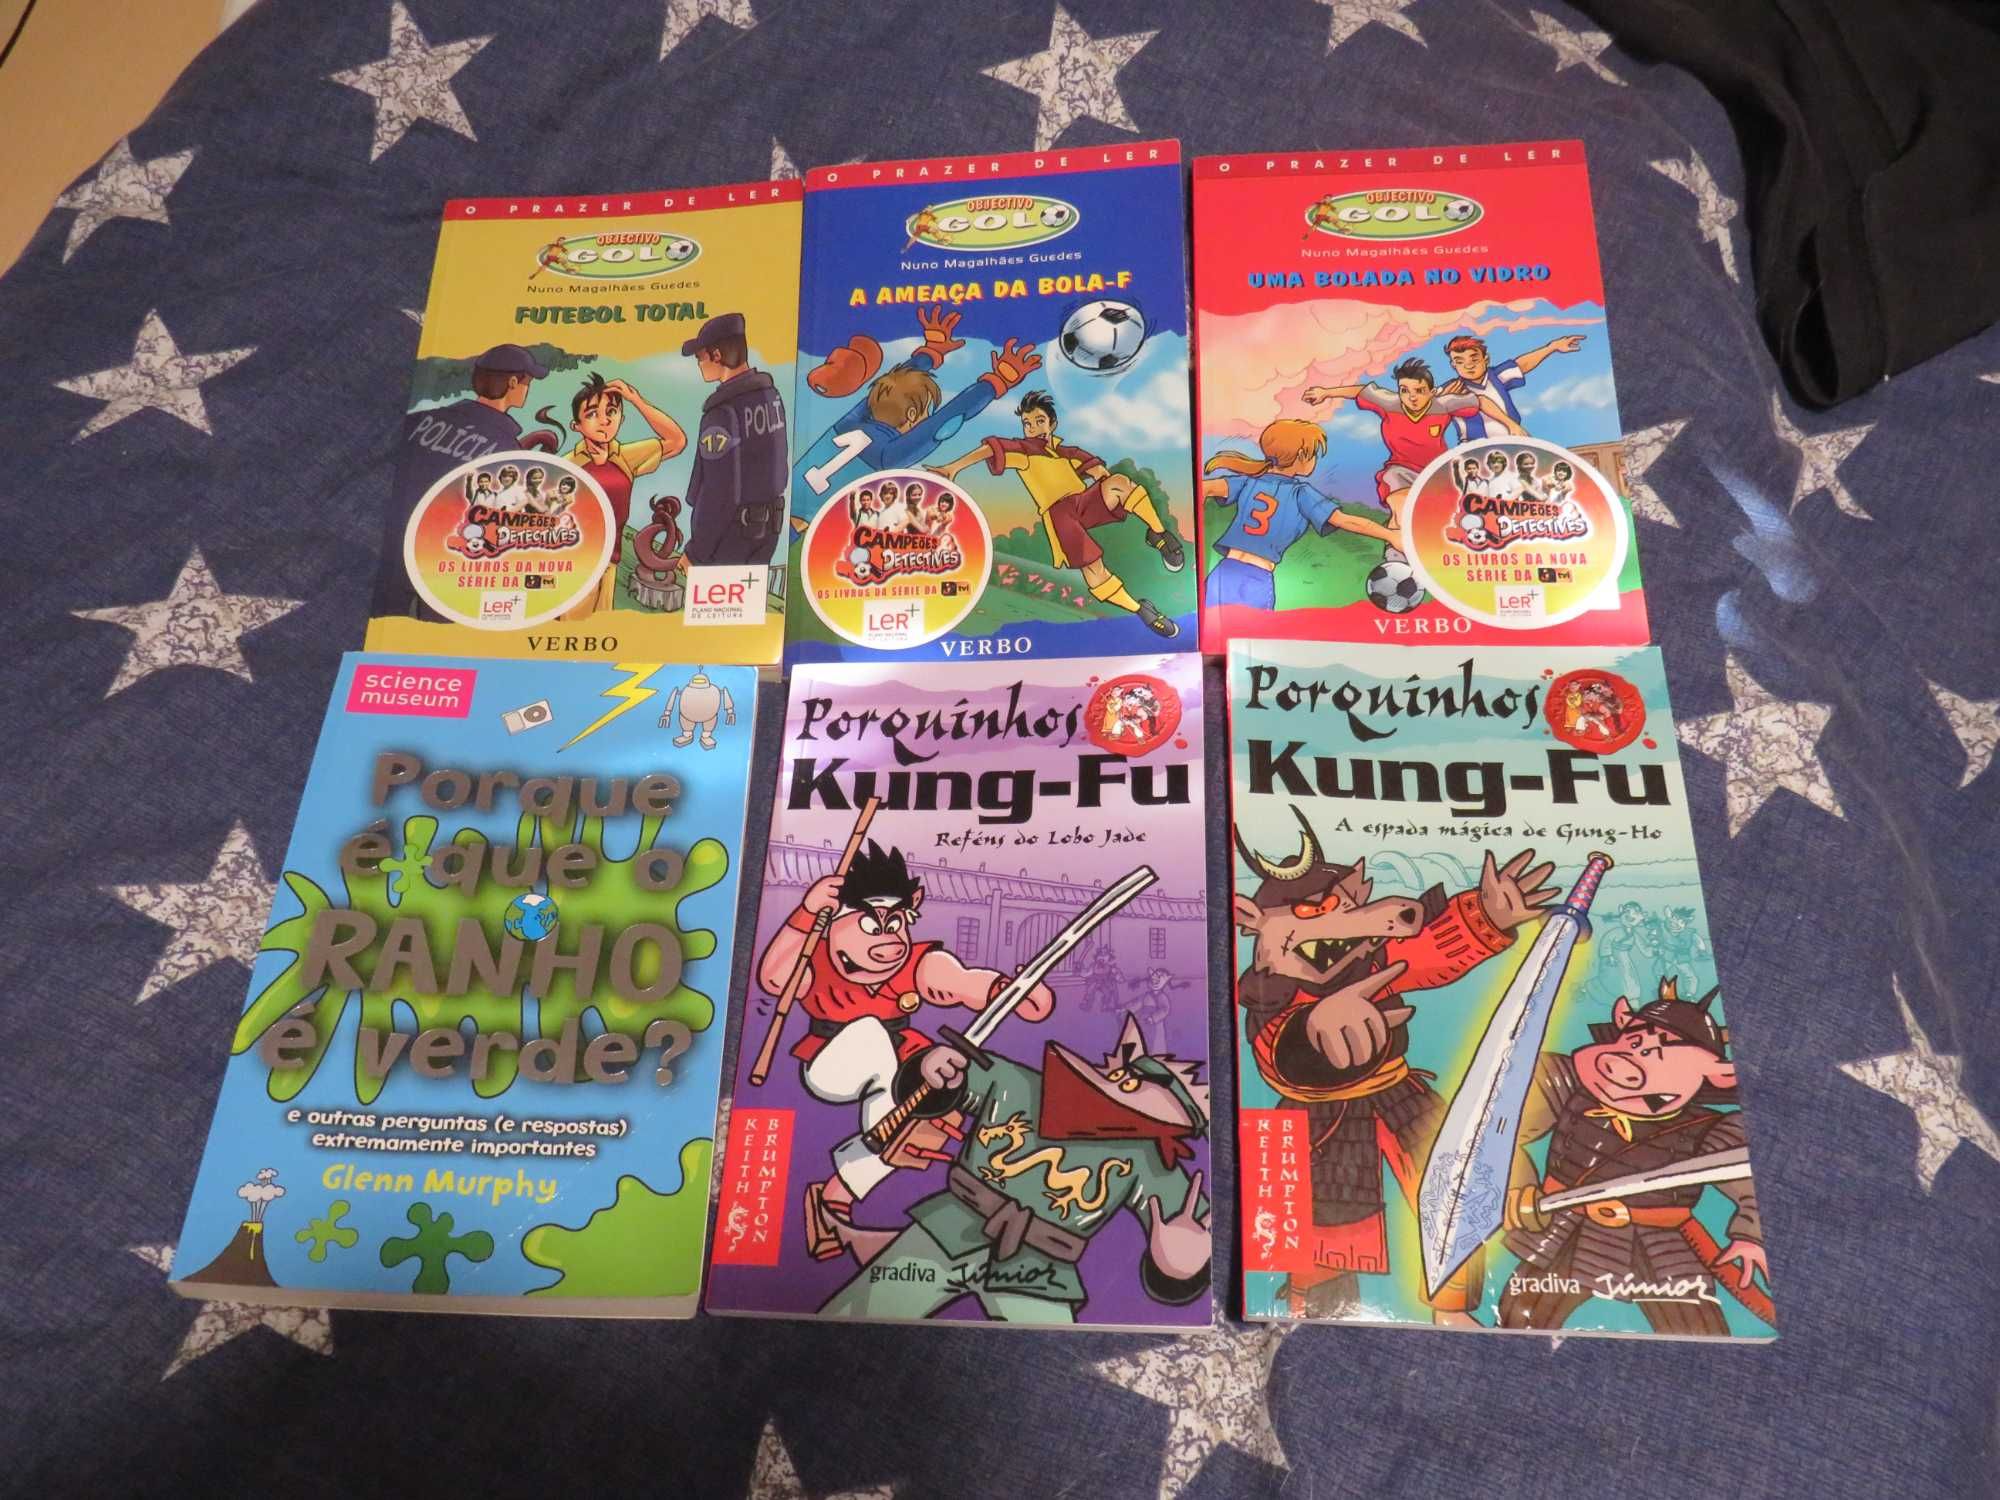 O PRAZER DE LER
OBJECTIVO
GOLO
Nuno Magalhães Guedes
FUTEBOL TOTAL
POLÍCIA
17
POLÍ
CAMPEÕES
DETECTIVES
OS LIVROS DA NOVA
SÉRIE DA tvi
LER+
LER+
PLANO NACIONAL
DE LEITURA
VERBO
O PRAZER DE LER
OBJECTIVO
GOLO
Nuno Magalhães Guedes
A AMEAÇA DA BOLA-F
1
CAMPEÕES
DETECTIVES
OS LIVROS DA SÉRIE DA tvi
LER+
PLANO NACIONAL
VERBO
O PRAZER DE LER
OBJECTIVO
GOLO
Nuno Magalhães Guedes
UMA BOLADA NO VIDRO
3
CAMPEÕES
DETECTIVES
OS LIVROS DA NOVA
SÉRIE DA tvi
LER+
VERBO
science
museum
Porque
é que o
RANHO
é verde?
e outras perguntas (e respostas)
extremamente importantes
Glenn Murphy
Porquinhos
Kung-Fu
Reféns do Lobo Jade
KEITH
BRUMPTON
gradiva Júnior
Porquinhos
Kung-Fu
A espada mágica de Gung-Ho
KEITH
BRUMPTON
gradiva Júnior